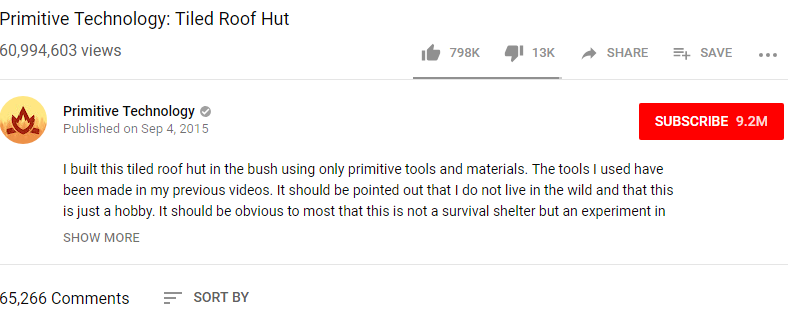 Primitive Technology: Tiled Roof Hut
60,994,603 views
798K 13K SHARE SAVE
Primitive Technology
Published on Sep 4, 2015
SUBSCRIBE 9.2M
I built this tiled roof hut in the bush using only primitive tools and materials. The tools I used have
been made in my previous videos. It should be pointed out that I do not live in the wild and that this
is just a hobby. It should be obvious to most that this is not a survival shelter but an experiment in
SHOW MORE
65,266 Comments SORT BY